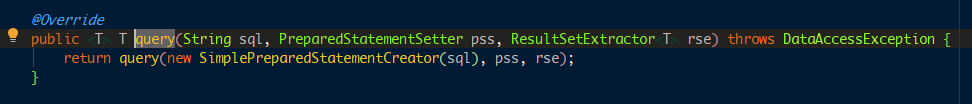 @Override
public <T> T query(String sql, PreparedStatementSetter pss, ResultSetExtractor<T> rse) throws DataAccessException {
return query(new SimplePreparedStatementCreator(sql), pss, rse);
}